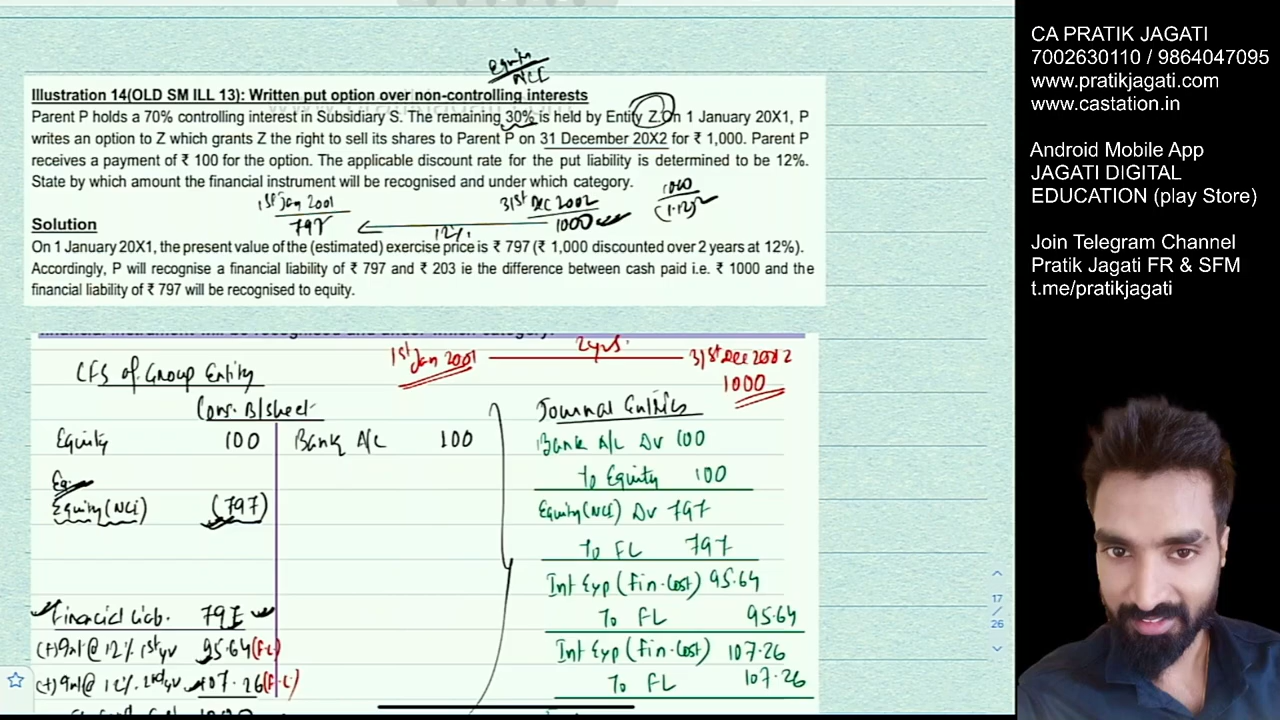 Equity
NCI
Illustration 14(OLD SM ILL 13): Written put option over non-controlling interests
Parent P holds a 70% controlling interest in Subsidiary S. The remaining 30% is held by Entity Z.On 1 January 20X1, P
writes an option to Z which grants Z the right to sell its shares to Parent P on 31 December 20X2 for ₹ 1,000. Parent P
receives a payment of ₹ 100 for the option. The applicable discount rate for the put liability is determined to be 12%.
State by which amount the financial instrument will be recognised and under which category.
1st Jan 2001 31st Dec 2002 1000
797 12% 1000 (1.12)2
Solution
On 1 January 20X1, the present value of the (estimated) exercise price is ₹ 797 (₹ 1,000 discounted over 2 years at 12%).
Accordingly, P will recognise a financial liability of ₹ 797 and ₹ 203 ie the difference between cash paid i.e. ₹ 1000 and the
financial liability of ₹ 797 will be recognised to equity.
1st Jan 2001 2yrs. 31st Dec 2002
1000
CFS of Group Entity
Cons. B/sheet
Equity 100 Bank A/c 100
Eq.
Equity (NCI) (797)
Financial Liab. 797
(+) Int @ 12% 1st yr 95.64 (F.L)
(+) Int @ 12% 2nd yr 107.26 (F.L)
Journal Entries
Bank A/c Dr 100
To Equity 100
Equity (NCI) Dr 797
To FL 797
Int Exp (Fin. Cost) 95.64
To FL 95.64
Int Exp (Fin. Cost) 107.26
To FL 107.26
17
/
26
CA PRATIK JAGATI
7002630110 / 9864047095
www.pratikjagati.com
www.castation.in
Android Mobile App
JAGATI DIGITAL
EDUCATION (play Store)
Join Telegram Channel
Pratik Jagati FR & SFM
t.me/pratikjagati